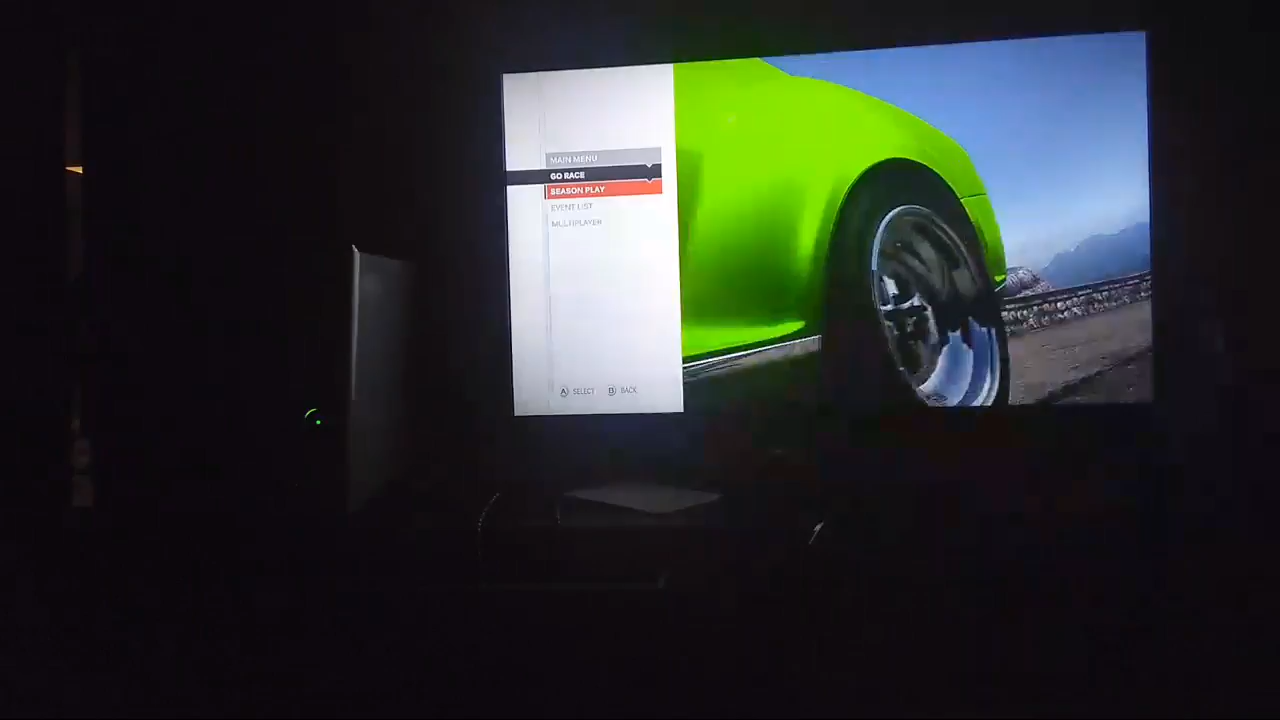 MAIN MENU
GO RACE
SEASON PLAY
EVENT LIST
MULTIPLAYER
A SELECT B BACK